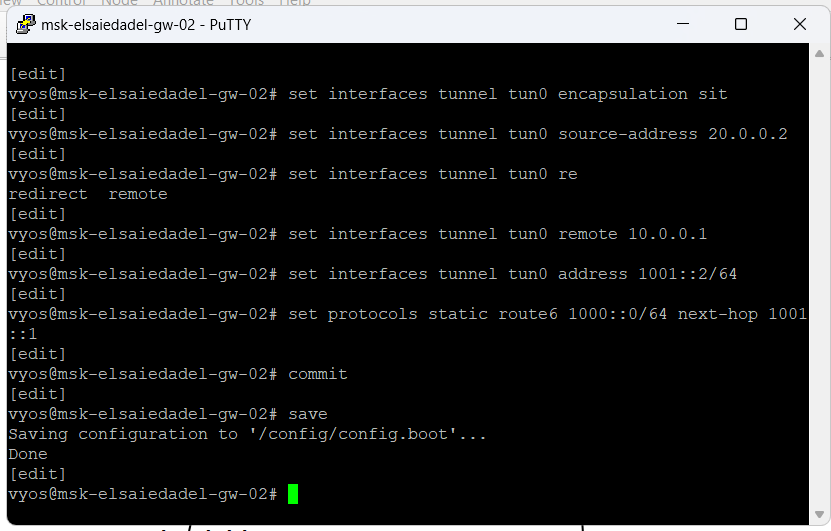 View Control Node Annotate Tools Help
msk-elsaiedadel-gw-02 - PuTTY
[edit]
vyos@msk-elsaiedadel-gw-02# set interfaces tunnel tun0 encapsulation sit
[edit]
vyos@msk-elsaiedadel-gw-02# set interfaces tunnel tun0 source-address 20.0.0.2
[edit]
vyos@msk-elsaiedadel-gw-02# set interfaces tunnel tun0 re
redirect  remote
[edit]
vyos@msk-elsaiedadel-gw-02# set interfaces tunnel tun0 remote 10.0.0.1
[edit]
vyos@msk-elsaiedadel-gw-02# set interfaces tunnel tun0 address 1001::2/64
[edit]
vyos@msk-elsaiedadel-gw-02# set protocols static route6 1000::0/64 next-hop 1001
::1
[edit]
vyos@msk-elsaiedadel-gw-02# commit
[edit]
vyos@msk-elsaiedadel-gw-02# save
Saving configuration to '/config/config.boot'...
Done
[edit]
vyos@msk-elsaiedadel-gw-02#